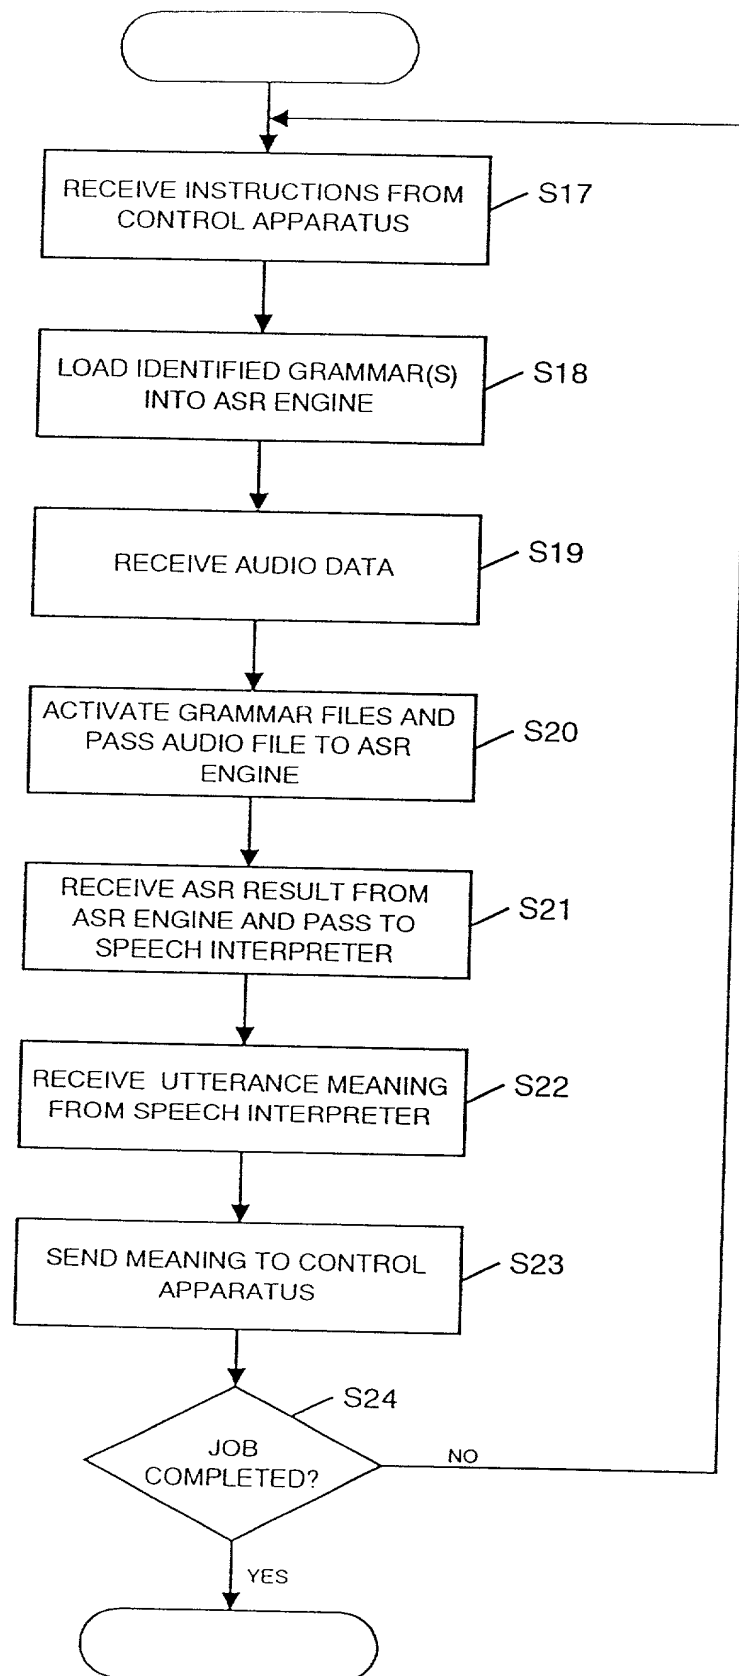 RECEIVE INSTRUCTIONS FROM
CONTROL APPARATUS
S17
LOAD IDENTIFIED GRAMMAR(S)
INTO ASR ENGINE
S18
RECEIVE AUDIO DATA
S19
ACTIVATE GRAMMAR FILES AND
PASS AUDIO FILE TO ASR
ENGINE
S20
RECEIVE ASR RESULT FROM
ASR ENGINE AND PASS TO
SPEECH INTERPRETER
S21
RECEIVE UTTERANCE MEANING
FROM SPEECH INTERPRETER
S22
SEND MEANING TO CONTROL
APPARATUS
S23
S24
JOB
COMPLETED?
NO
YES